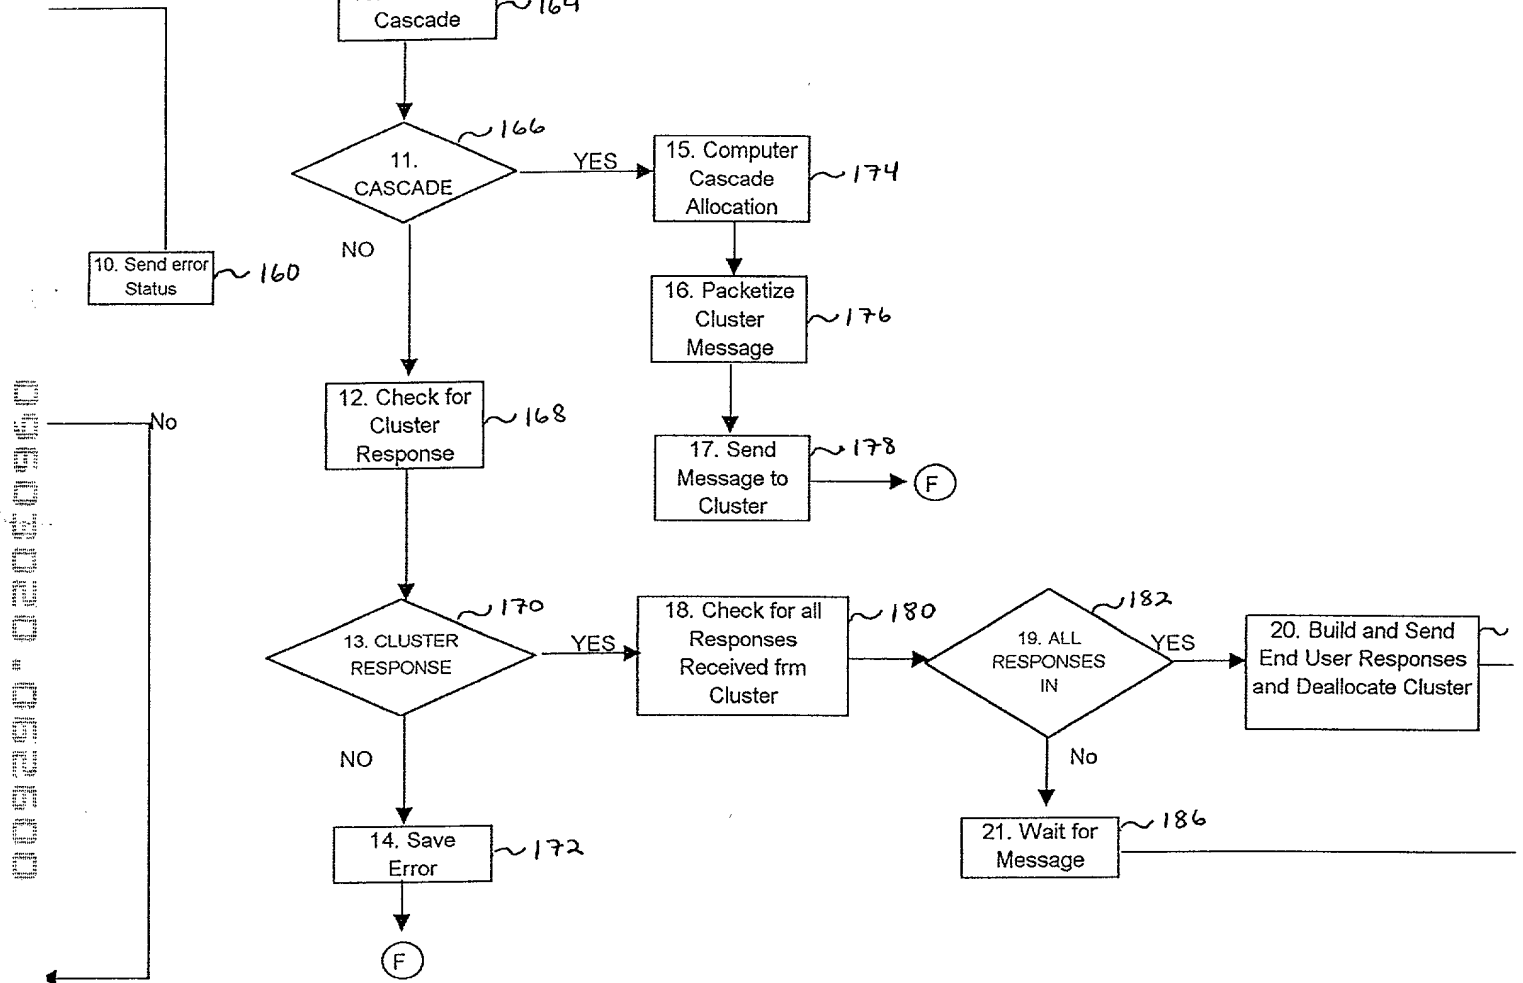 Cascade
164
166
11.
CASCADE
YES
15. Computer
Cascade
Allocation
174
NO
10. Send error
Status
160
16. Packetize
Cluster
Message
176
12. Check for
Cluster
Response
168
No
17. Send
Message to
Cluster
178
F
13. CLUSTER
RESPONSE
170
YES
18. Check for all
Responses
Received frm
Cluster
180
19. ALL
RESPONSES
IN
182
YES
20. Build and Send
End User Responses
and Deallocate Cluster
NO
No
14. Save
Error
172
21. Wait for
Message
186
F
09603020.062600